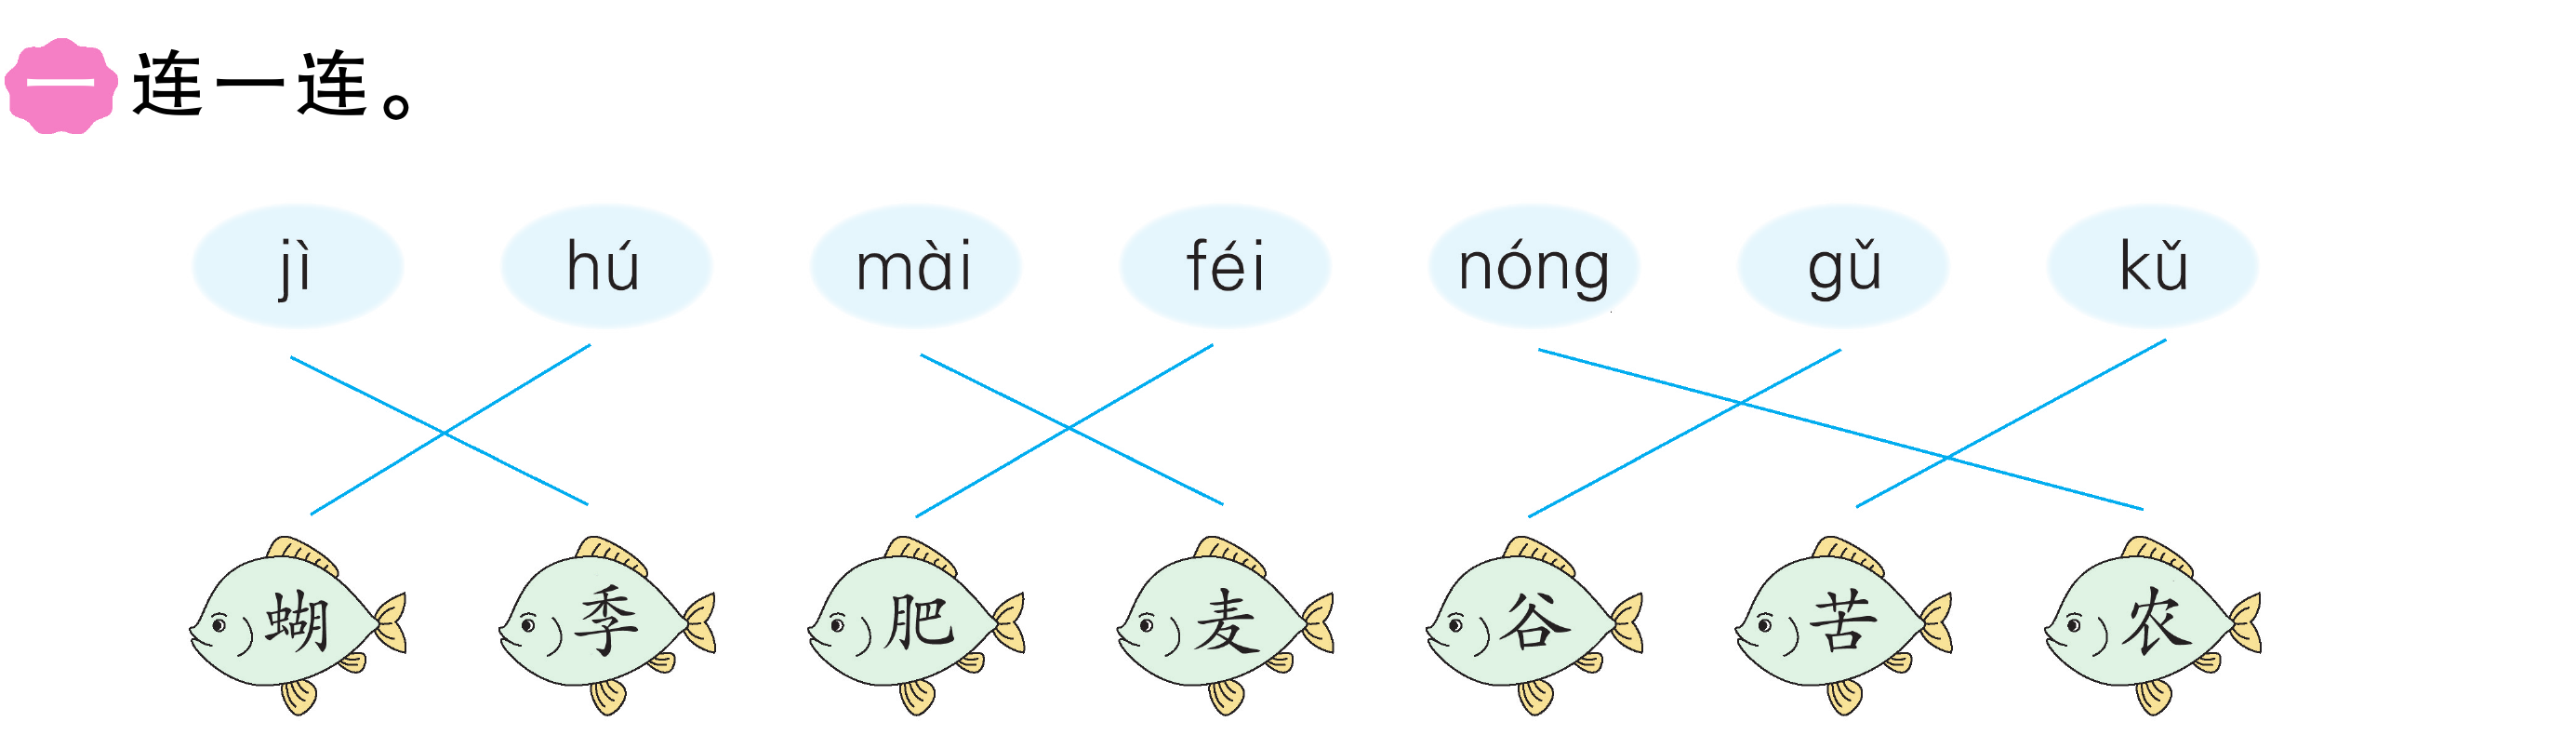 一 连一连。
jì hú mài féi nóng gǔ kǔ
蝴 季 肥 麦 谷 苦 农